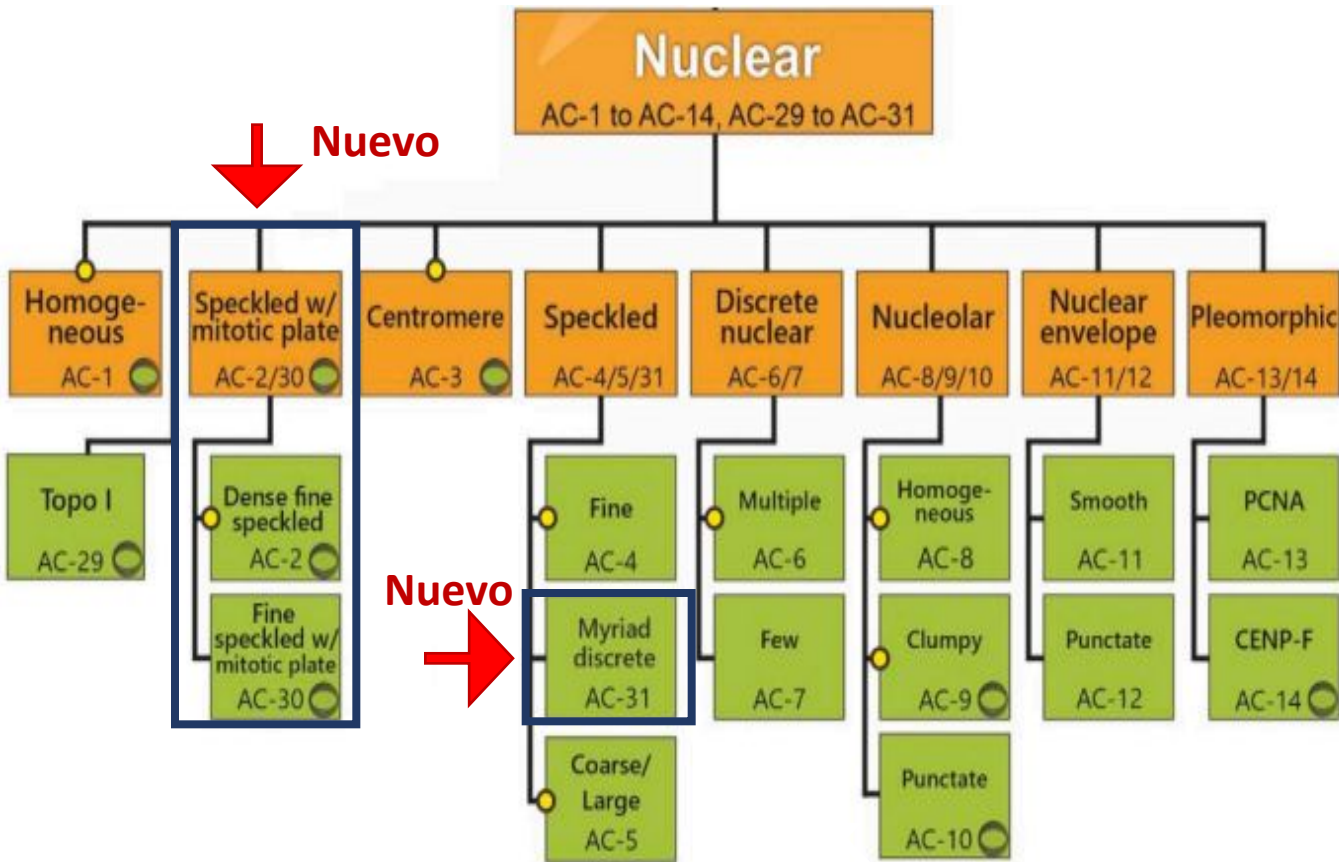 Nuclear
AC-1 to AC-14, AC-29 to AC-31
Nuevo
Homoge-
neous
AC-1
Speckled w/
mitotic plate
AC-2/30
Centromere
AC-3
Speckled
AC-4/5/31
Discrete
nuclear
AC-6/7
Nucleolar
AC-8/9/10
Nuclear
envelope
AC-11/12
Pleomorphic
AC-13/14
Topo I
AC-29
Dense fine
speckled
AC-2
Fine
speckled w/
mitotic plate
AC-30
Nuevo
Fine
AC-4
Myriad
discrete
AC-31
Coarse/
Large
AC-5
Multiple
AC-6
Few
AC-7
Homoge-
neous
AC-8
Clumpy
AC-9
Punctate
AC-10
Smooth
AC-11
Punctate
AC-12
PCNA
AC-13
CENP-F
AC-14